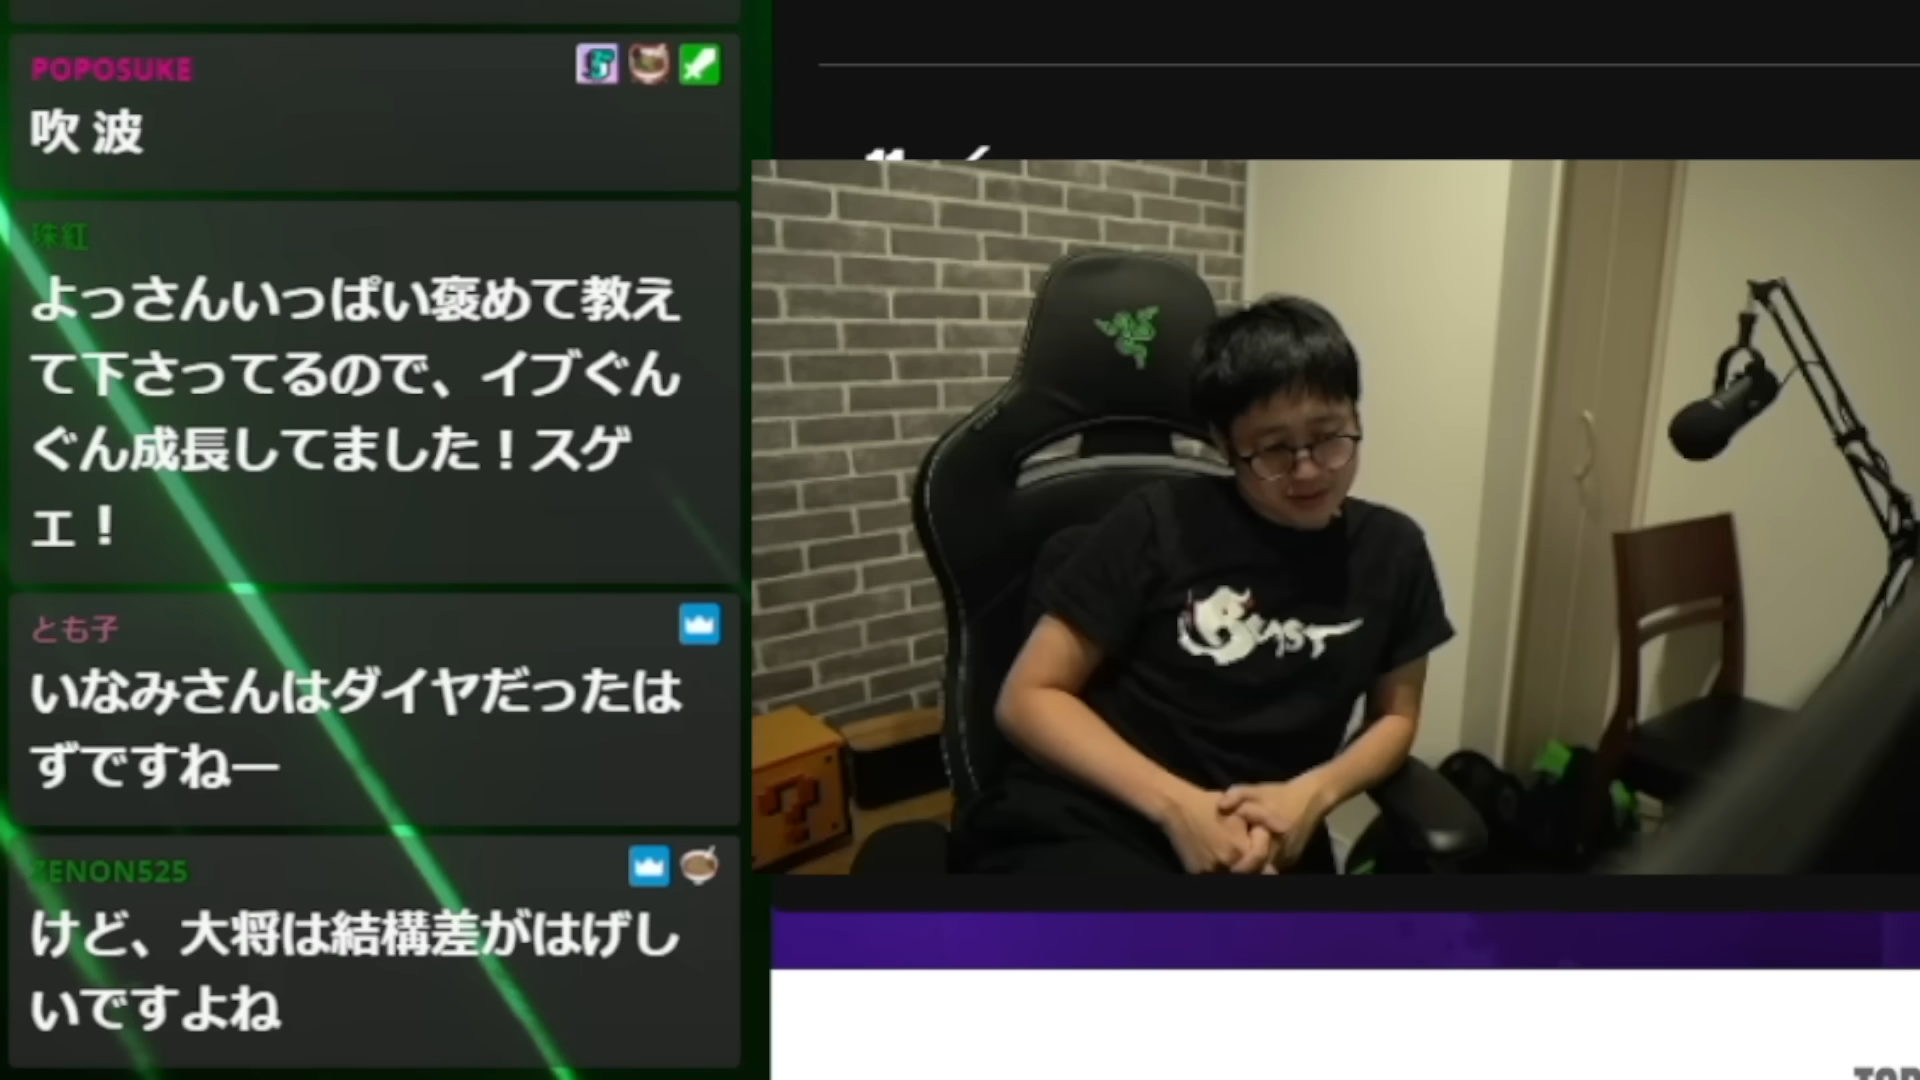 POPOSUKE
吹 波
珠紅
よっさんいっぱい褒めて教え
て下さってるので、イブぐん
ぐん成長してました！スゲ
ェ！
とも子
いなみさんはダイヤだったは
ずですねー
ZENON525
けど、大将は結構差がはげし
いですよね
BEAST
?